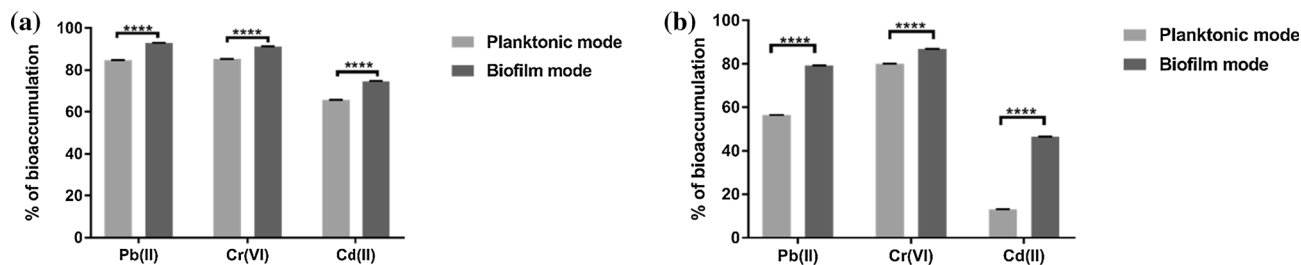 (a)
% of bioaccumulation
100
80
60
40
20
0
****
****
****
Pb(II)
Cr(VI)
Cd(II)
Planktonic mode
Biofilm mode
(b)
% of bioaccumulation
100
80
60
40
20
0
****
****
****
Pb(II)
Cr(VI)
Cd(II)
Planktonic mode
Biofilm mode